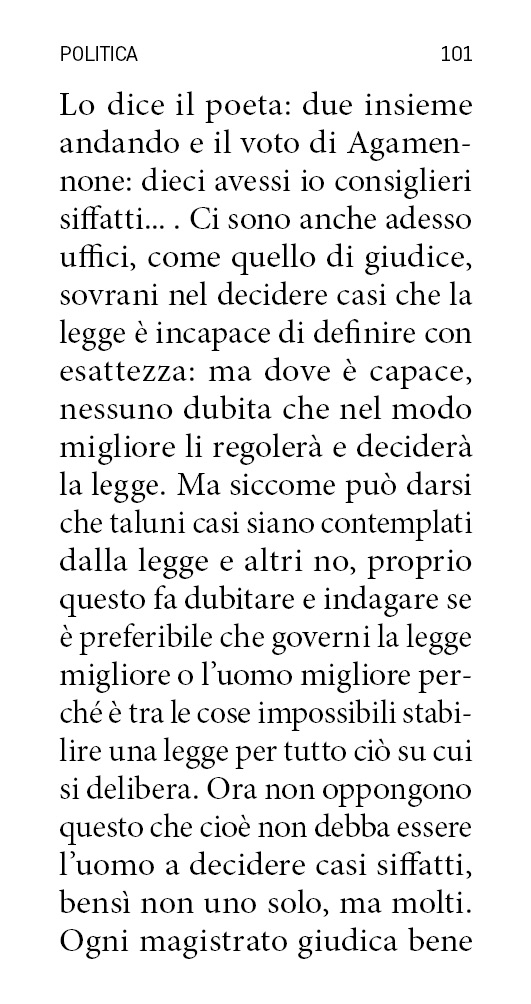 POLITICA 101
Lo dice il poeta: due insieme
andando e il voto di Agamen-
none: dieci avessi io consiglieri
siffatti... . Ci sono anche adesso
uffici, come quello di giudice,
sovrani nel decidere casi che la
legge è incapace di definire con
esattezza: ma dove è capace,
nessuno dubita che nel modo
migliore li regolerà e deciderà
la legge. Ma siccome può darsi
che taluni casi siano contemplati
dalla legge e altri no, proprio
questo fa dubitare e indagare se
è preferibile che governi la legge
migliore o l’uomo migliore per-
ché è tra le cose impossibili stabi-
lire una legge per tutto ciò su cui
si delibera. Ora non oppongono
questo che cioè non debba essere
l’uomo a decidere casi siffatti,
bensì non uno solo, ma molti.
Ogni magistrato giudica bene